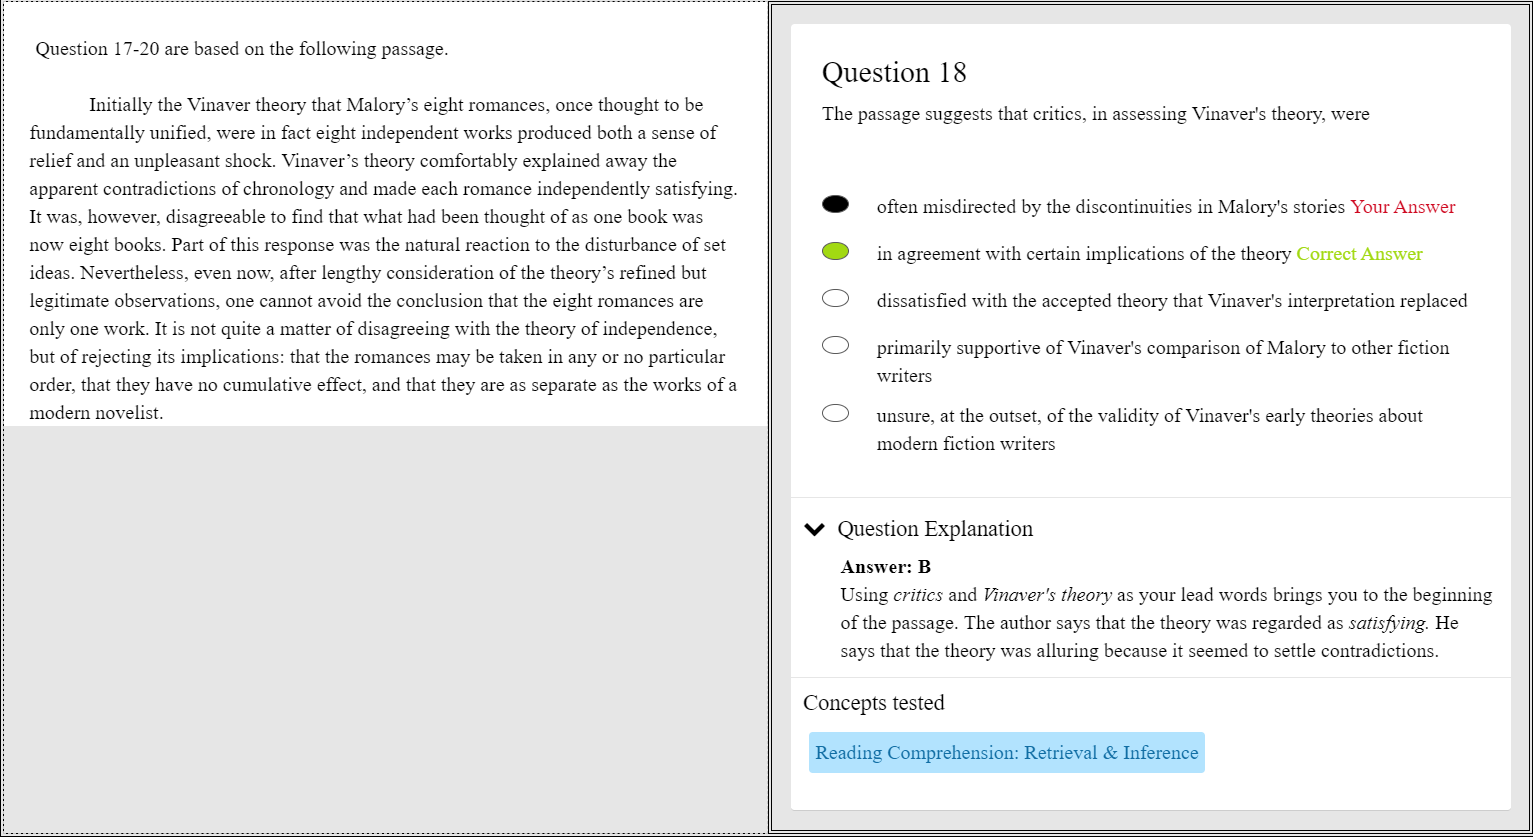 Question 17-20 are based on the following passage.
Initially the Vinaver theory that Malory’s eight romances, once thought to be
fundamentally unified, were in fact eight independent works produced both a sense of
relief and an unpleasant shock. Vinaver’s theory comfortably explained away the
apparent contradictions of chronology and made each romance independently satisfying.
It was, however, disagreeable to find that what had been thought of as one book was
now eight books. Part of this response was the natural reaction to the disturbance of set
ideas. Nevertheless, even now, after lengthy consideration of the theory’s refined but
legitimate observations, one cannot avoid the conclusion that the eight romances are
only one work. It is not quite a matter of disagreeing with the theory of independence,
but of rejecting its implications: that the romances may be taken in any or no particular
order, that they have no cumulative effect, and that they are as separate as the works of a
modern novelist.
Question 18
The passage suggests that critics, in assessing Vinaver's theory, were
often misdirected by the discontinuities in Malory's stories Your Answer
in agreement with certain implications of the theory Correct Answer
dissatisfied with the accepted theory that Vinaver's interpretation replaced
primarily supportive of Vinaver's comparison of Malory to other fiction
writers
unsure, at the outset, of the validity of Vinaver's early theories about
modern fiction writers
Question Explanation
Answer: B
Using critics and Vinaver's theory as your lead words brings you to the beginning
of the passage. The author says that the theory was regarded as satisfying. He
says that the theory was alluring because it seemed to settle contradictions.
Concepts tested
Reading Comprehension: Retrieval & Inference